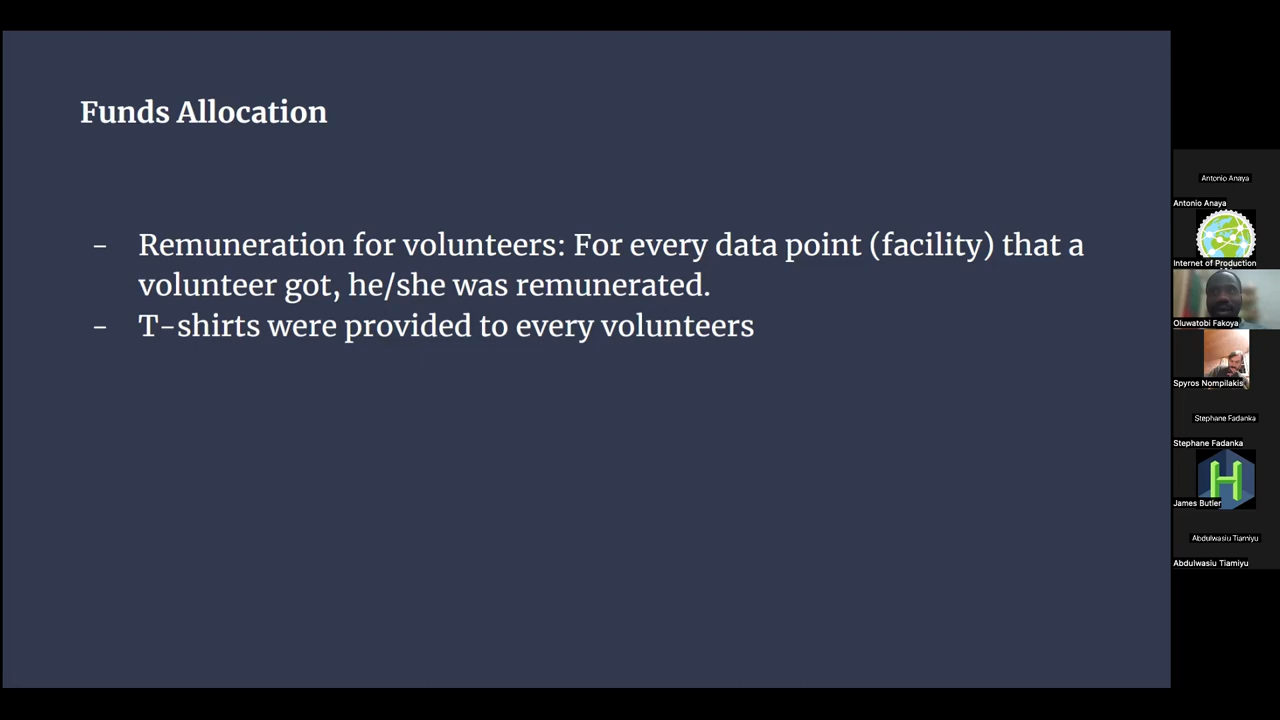 Funds Allocation
- Remuneration for volunteers: For every data point (facility) that a
volunteer got, he/she was remunerated.
- T-shirts were provided to every volunteers
Antonio Anaya
Antonio Anaya
Internet of Production
Oluwatobi Fakoya
Spyros Nompilakis
Stephane Fadanka
Stephane Fadanka
H
James Butler
Abdulwasiu Tiamiyu
Abdulwasiu Tiamiyu